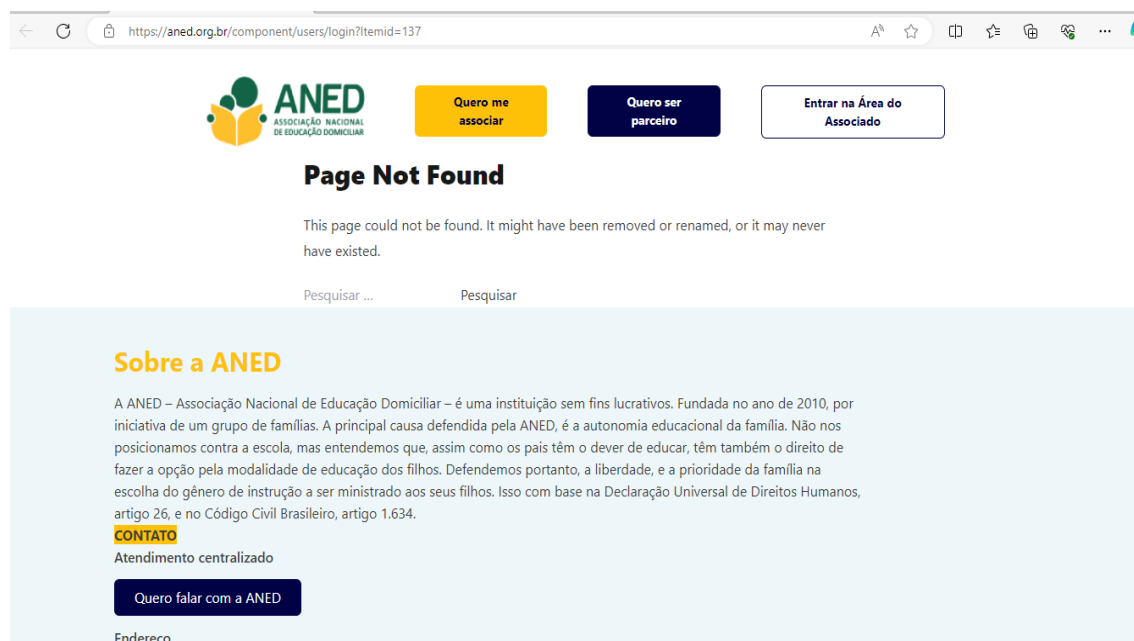 https://aned.org.br/component/users/login?Itemid=137
ANED
ASSOCIAÇÃO NACIONAL
DE EDUCAÇÃO DOMICILIAR
Quero me
associar
Quero ser
parceiro
Entrar na Área do
Associado
Page Not Found
This page could not be found. It might have been removed or renamed, or it may never
have existed.
Pesquisar ...
Pesquisar
Sobre a ANED
A ANED – Associação Nacional de Educação Domiciliar – é uma instituição sem fins lucrativos. Fundada no ano de 2010, por
iniciativa de um grupo de famílias. A principal causa defendida pela ANED, é a autonomia educacional da família. Não nos
posicionamos contra a escola, mas entendemos que, assim como os pais têm o dever de educar, têm também o direito de
fazer a opção pela modalidade de educação dos filhos. Defendemos portanto, a liberdade, e a prioridade da família na
escolha do gênero de instrução a ser ministrado aos seus filhos. Isso com base na Declaração Universal de Direitos Humanos,
artigo 26, e no Código Civil Brasileiro, artigo 1.634.
CONTATO
Atendimento centralizado
Quero falar com a ANED
Endereço